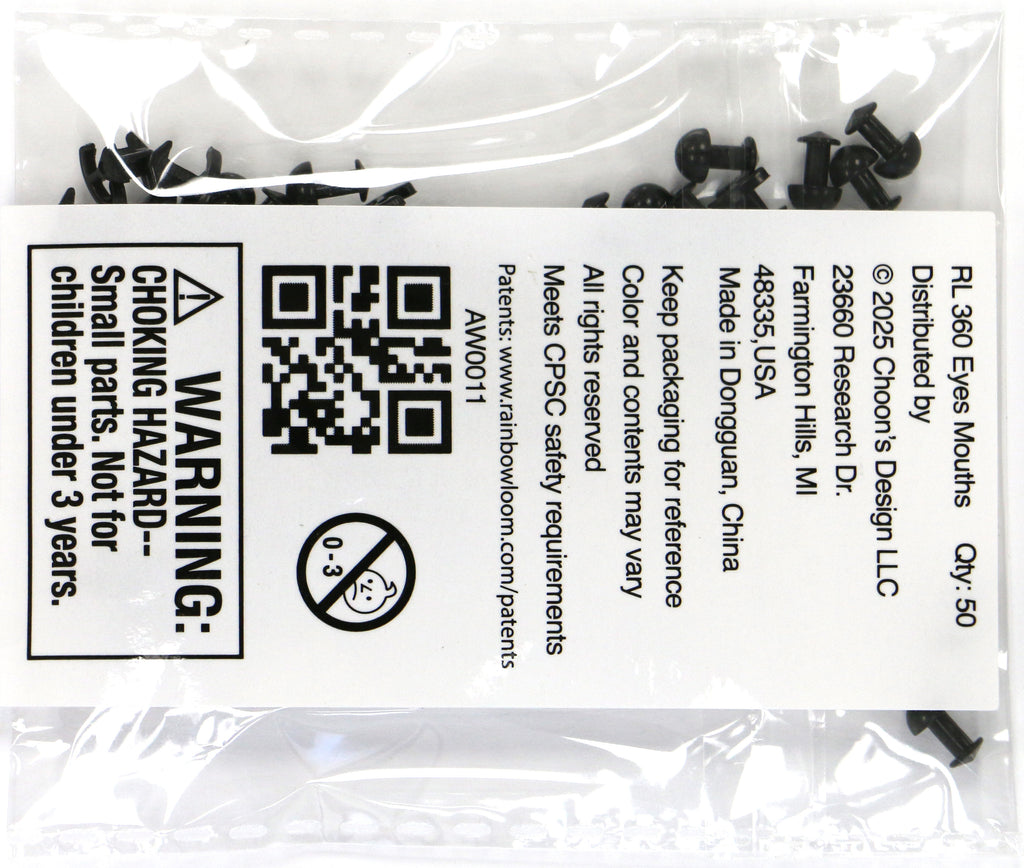 RL 360 Eyes Mouths Qty: 50
Distributed by
© 2025 Choon's Design LLC
23660 Research Dr.
Farmington Hills, MI
48335,USA
Made in Dongguan, China
Keep packaging for reference
Color and contents may vary
All rights reserved
Meets CPSC safety requirements
Patents: www.rainbowloom.com/patents
AW0011
0-3
WARNING:
CHOKING HAZARD--
Small parts. Not for
children under 3 years.